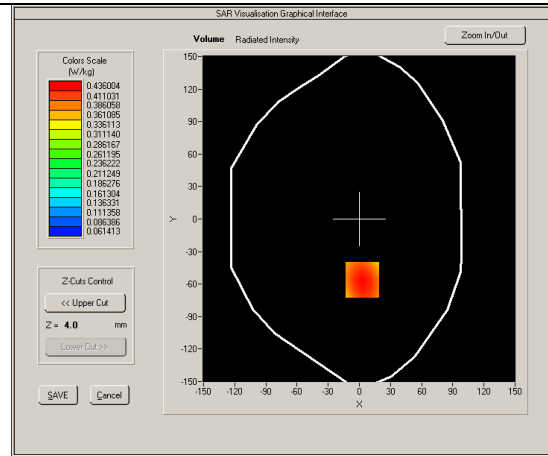 SAR Visualisation Graphical Interface
Volume Radiated Intensity
Zoom In/Out
Colors Scale
(W/kg)
0.436004
0.411031
0.386058
0.361085
0.336113
0.311140
0.286167
0.261195
0.236222
0.211249
0.186276
0.161304
0.136331
0.111358
0.086386
0.061413
Z-Cuts Control
<< Upper Cut
Z = 4.0 mm
Lower Cut >>
SAVE Cancel
150-
120-
90-
60-
30-
Y 0-
-30-
-60-
-90-
-120-
-150-
-150 -120 -90 -60 -30 0 30 60 90 120 150
X